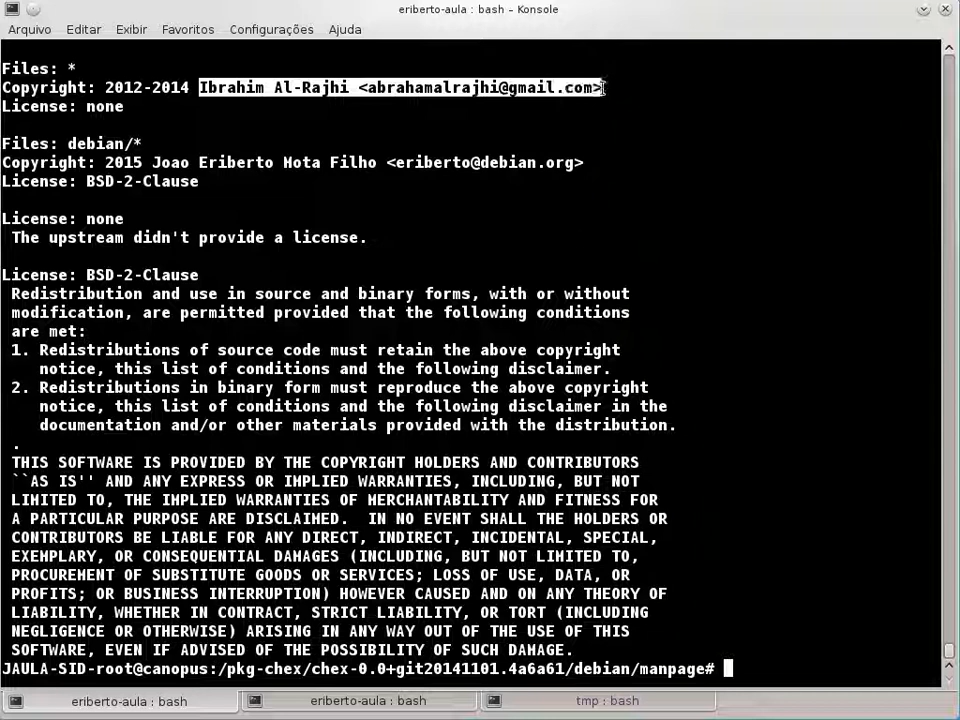 eriberto-aula : bash – Konsole
Arquivo Editar Exibir Favoritos Configurações Ajuda
Files: *
Copyright: 2012-2014 Ibrahim Al-Rajhi <abrahamalrajhi@gmail.com>
License: none
Files: debian/*
Copyright: 2015 Joao Eriberto Mota Filho <eriberto@debian.org>
License: BSD-2-Clause
License: none
The upstream didn't provide a license.
License: BSD-2-Clause
Redistribution and use in source and binary forms, with or without
modification, are permitted provided that the following conditions
are met:
1. Redistributions of source code must retain the above copyright
notice, this list of conditions and the following disclaimer.
2. Redistributions in binary form must reproduce the above copyright
notice, this list of conditions and the following disclaimer in the
documentation and/or other materials provided with the distribution.
.
THIS SOFTWARE IS PROVIDED BY THE COPYRIGHT HOLDERS AND CONTRIBUTORS
``AS IS'' AND ANY EXPRESS OR IMPLIED WARRANTIES, INCLUDING, BUT NOT
LIMITED TO, THE IMPLIED WARRANTIES OF MERCHANTABILITY AND FITNESS FOR
A PARTICULAR PURPOSE ARE DISCLAIMED.  IN NO EVENT SHALL THE HOLDERS OR
CONTRIBUTORS BE LIABLE FOR ANY DIRECT, INDIRECT, INCIDENTAL, SPECIAL,
EXEMPLARY, OR CONSEQUENTIAL DAMAGES (INCLUDING, BUT NOT LIMITED TO,
PROCUREMENT OF SUBSTITUTE GOODS OR SERVICES; LOSS OF USE, DATA, OR
PROFITS; OR BUSINESS INTERRUPTION) HOWEVER CAUSED AND ON ANY THEORY OF
LIABILITY, WHETHER IN CONTRACT, STRICT LIABILITY, OR TORT (INCLUDING
NEGLIGENCE OR OTHERWISE) ARISING IN ANY WAY OUT OF THE USE OF THIS
SOFTWARE, EVEN IF ADVISED OF THE POSSIBILITY OF SUCH DAMAGE.
JAULA-SID-root@canopus:/pkg-chex/chex-0.0+git20141101.4a6a61/debian/manpage#
eriberto-aula : bash eriberto-aula : bash tmp : bash